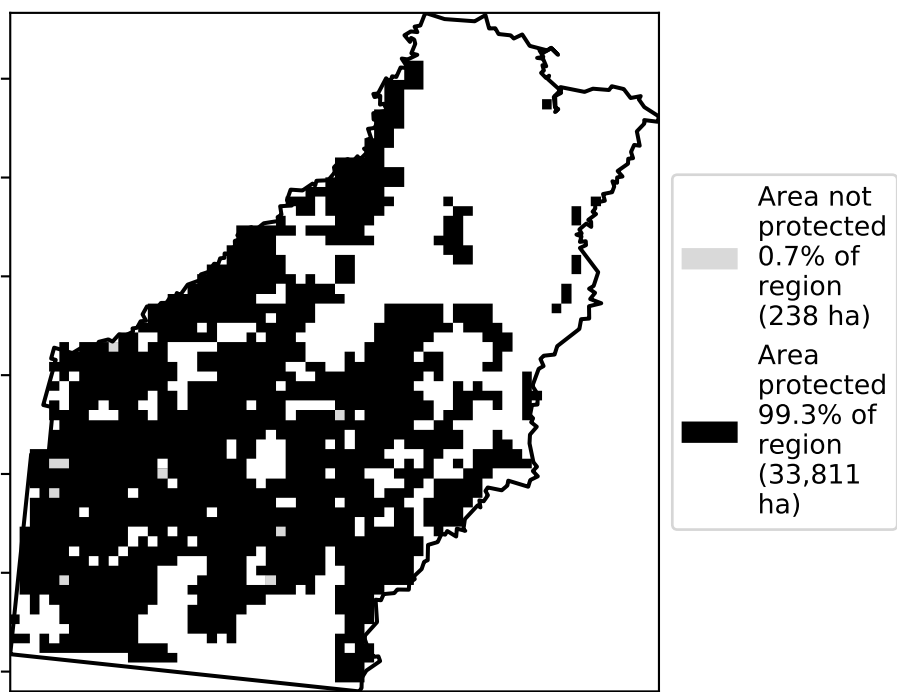 Area not
protected
0.7% of
region
(238 ha)
Area
protected
99.3% of
region
(33,811
ha)